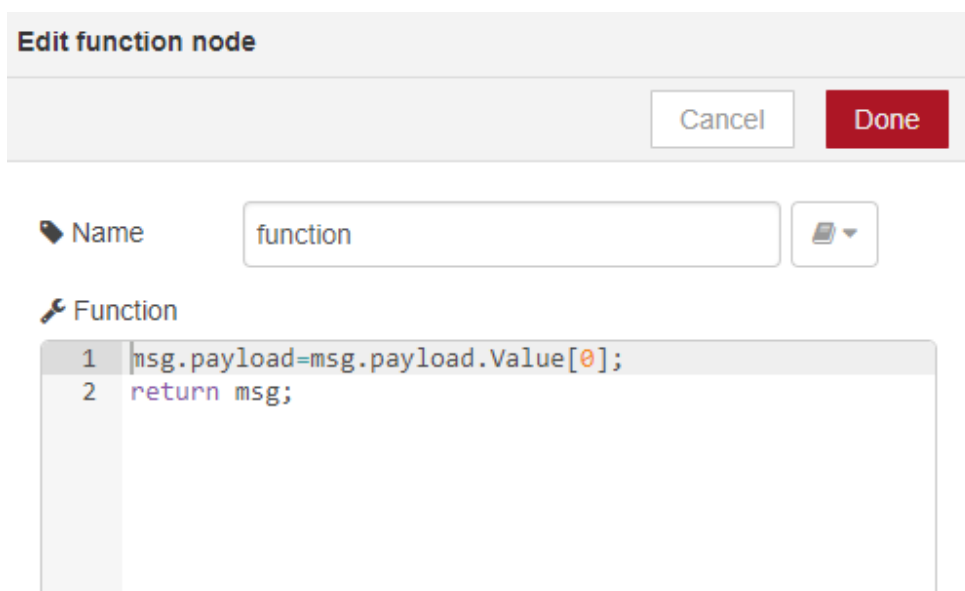 Edit function node
Cancel Done
Name function
Function
1 msg.payload=msg.payload.Value[0];
2 return msg;